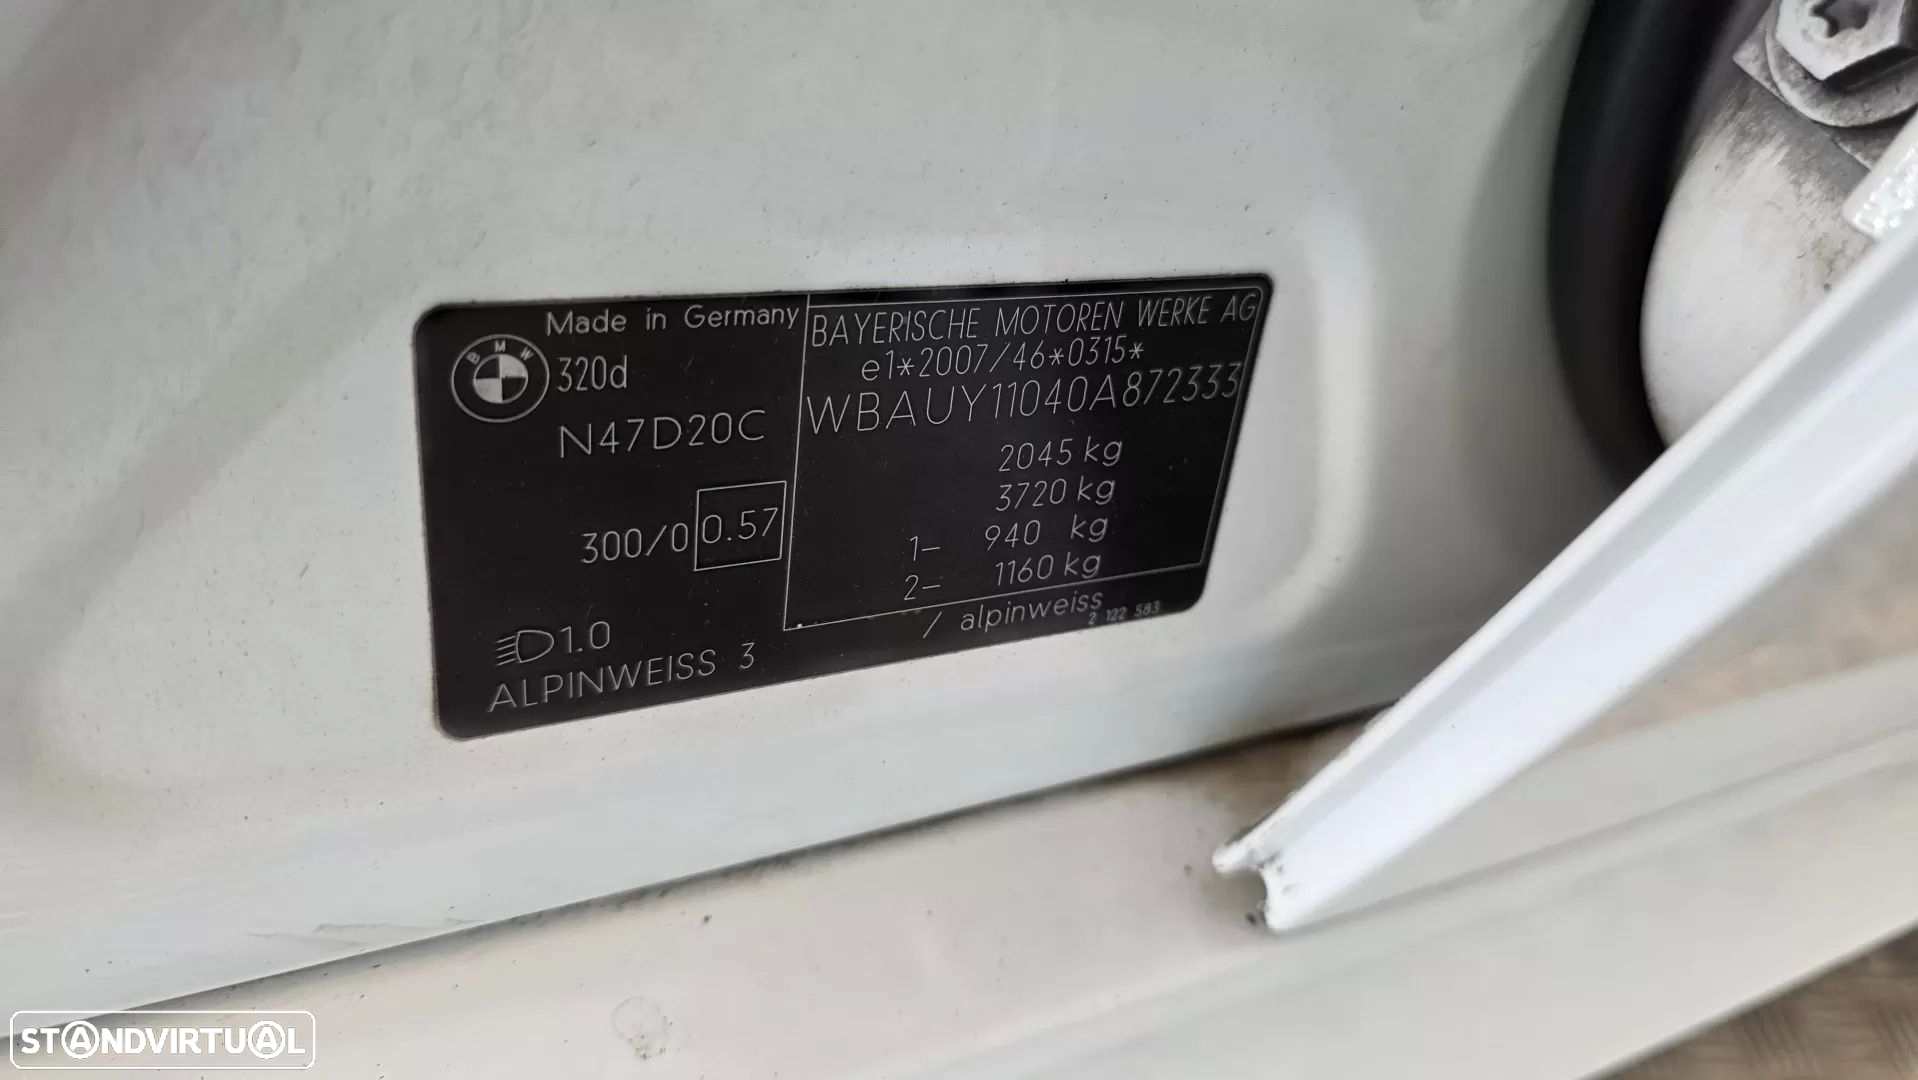 BMW
Made in Germany
320d
N47D20C
300/0 0.57
1.0
ALPINWEISS 3
BAYERISCHE MOTOREN WERKE AG
e1*2007/46*0315*
WBAUY11040A872333
2045 kg
3720 kg
1- 940 kg
2- 1160 kg
/ alpinweiss
2 122 583
STANDVIRTUAL